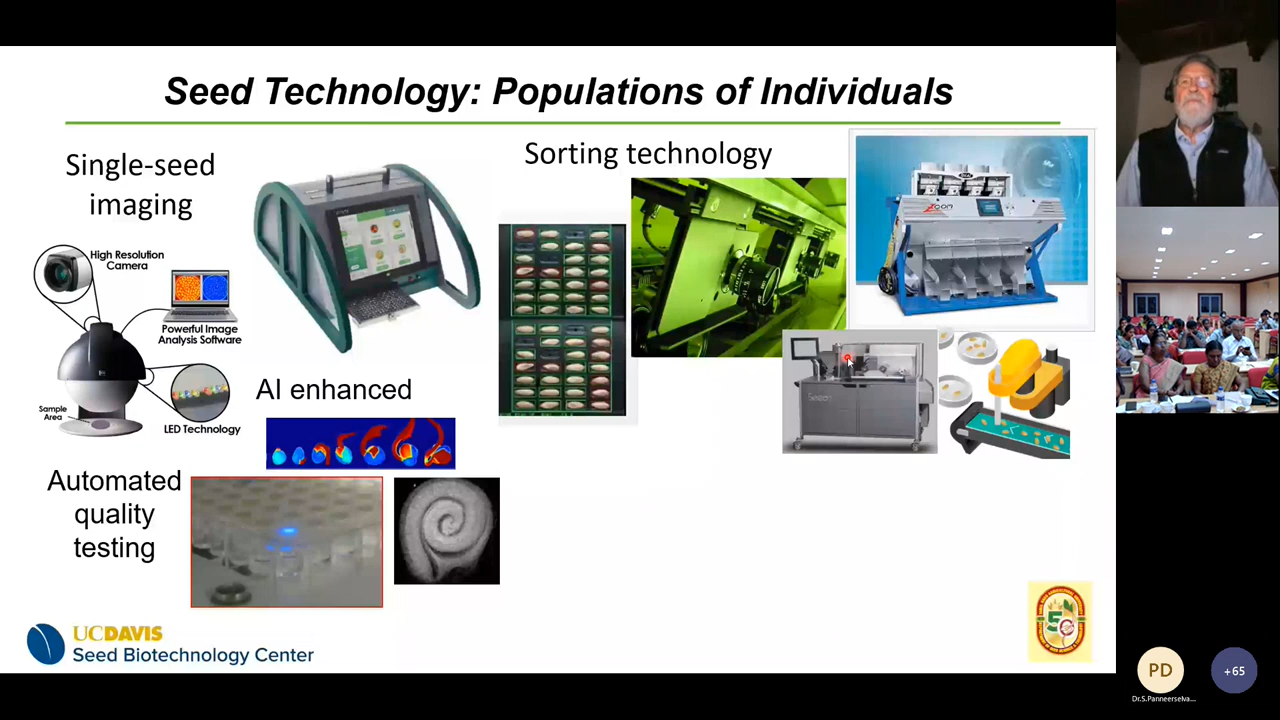 Seed Technology: Populations of Individuals
Single-seed
imaging
Sorting technology
High Resolution
Camera
Powerful Image
Analysis Software
Sample
Area
LED Technology
AI enhanced
Automated
quality
testing
UCDAVIS
Seed Biotechnology Center
PD
Dr.S.Panneerselva...
+65